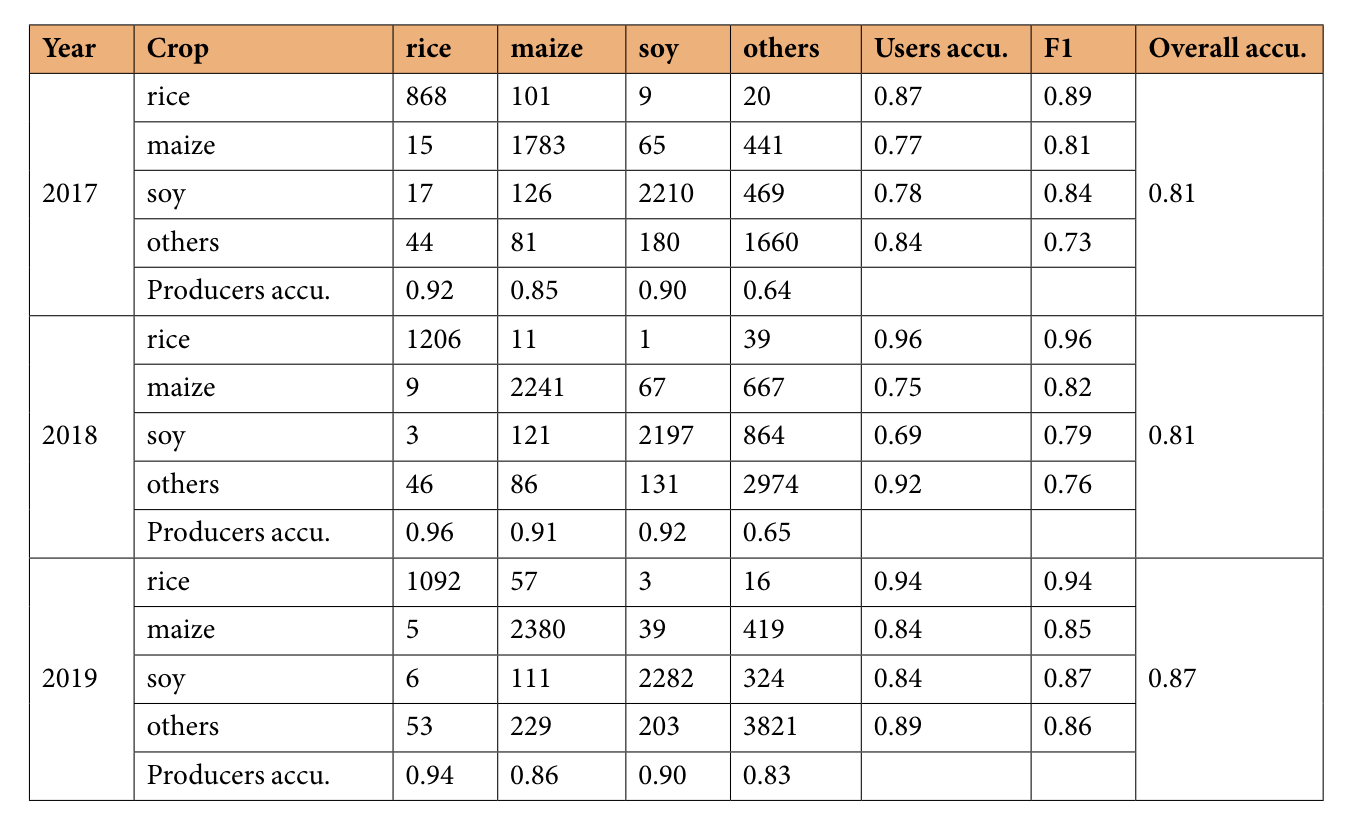 Year Crop rice maize soy others Users accu. F1 Overall accu.
rice 868 101 9 20 0.87 0.89
maize 15 1783 65 441 0.77 0.81
2017 soy 17 126 2210 469 0.78 0.84 0.81
others 44 81 180 1660 0.84 0.73
Producers accu. 0.92 0.85 0.90 0.64
rice 1206 11 1 39 0.96 0.96
maize 9 2241 67 667 0.75 0.82
2018 soy 3 121 2197 864 0.69 0.79 0.81
others 46 86 131 2974 0.92 0.76
Producers accu. 0.96 0.91 0.92 0.65
rice 1092 57 3 16 0.94 0.94
maize 5 2380 39 419 0.84 0.85
2019 soy 6 111 2282 324 0.84 0.87 0.87
others 53 229 203 3821 0.89 0.86
Producers accu. 0.94 0.86 0.90 0.83